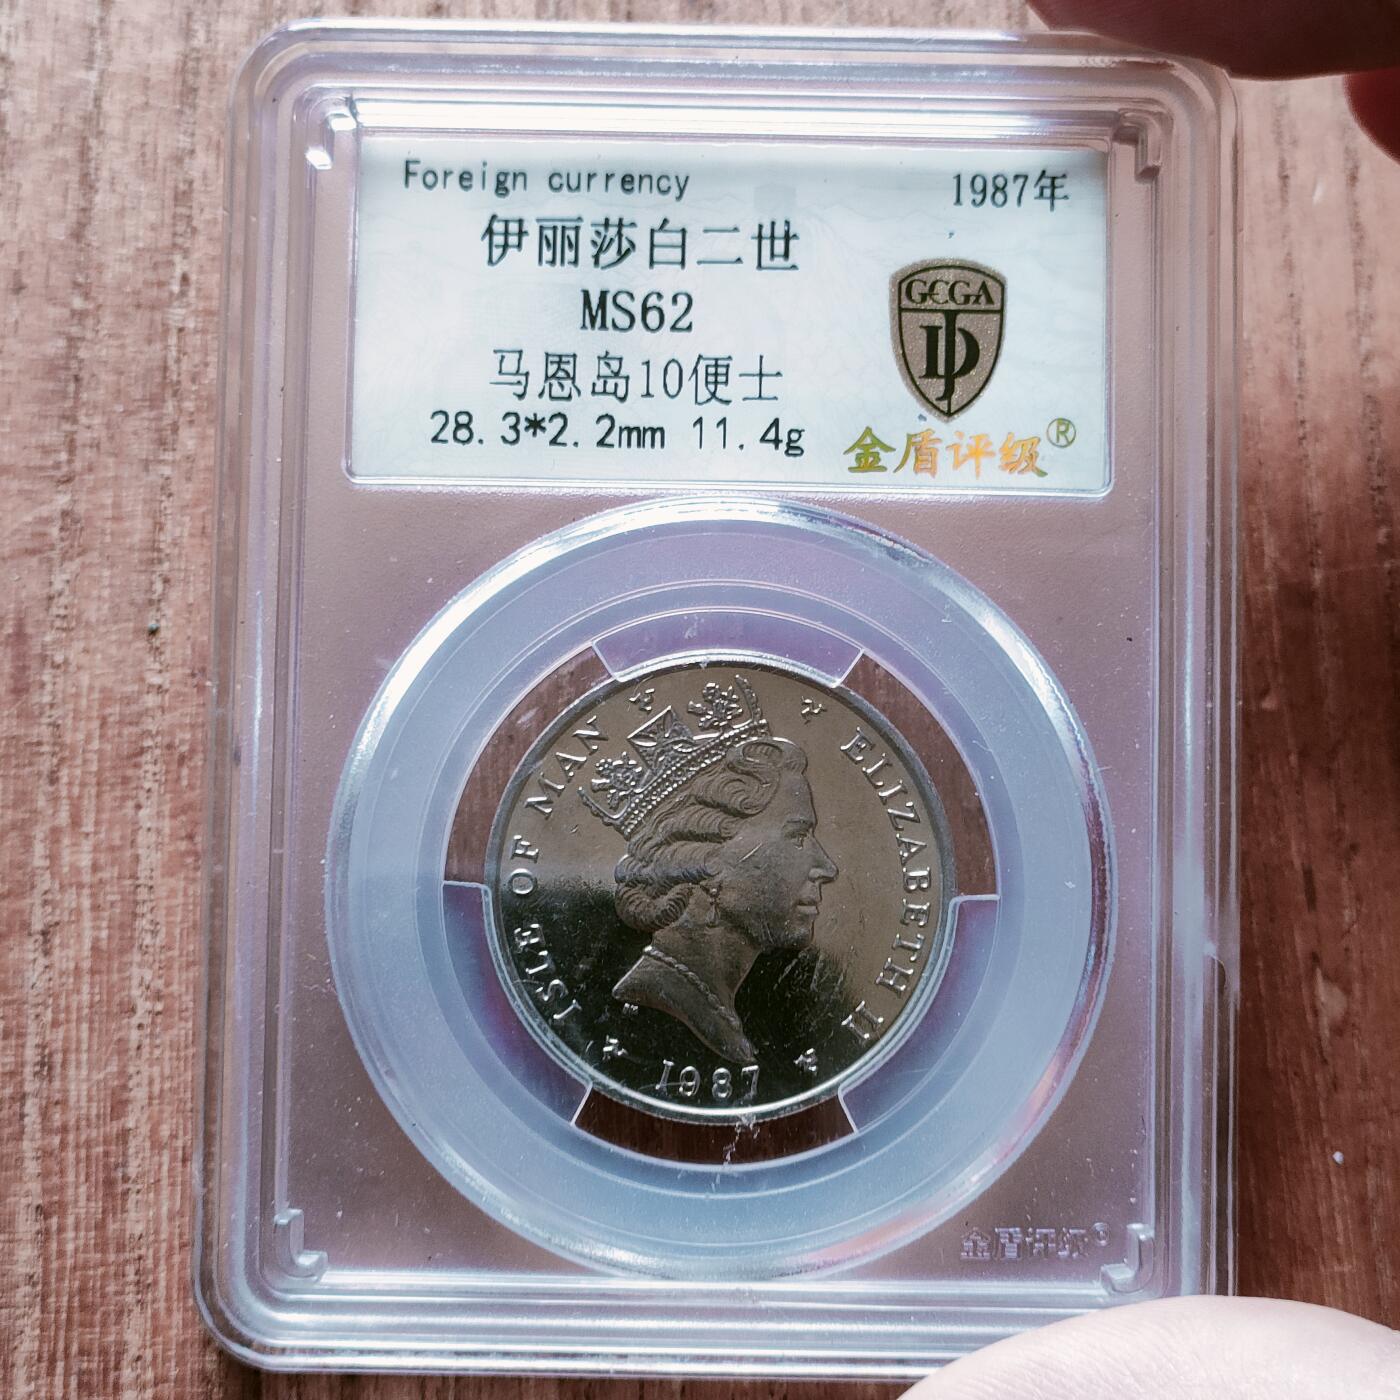 Foreign currency
1987年
伊丽莎白二世
MS62
马恩岛10便士
28.3*2.2mm 11.4g
GCGA
金盾评级®
ISLE OF MAN
ELIZABETH II
1987
金盾评级®